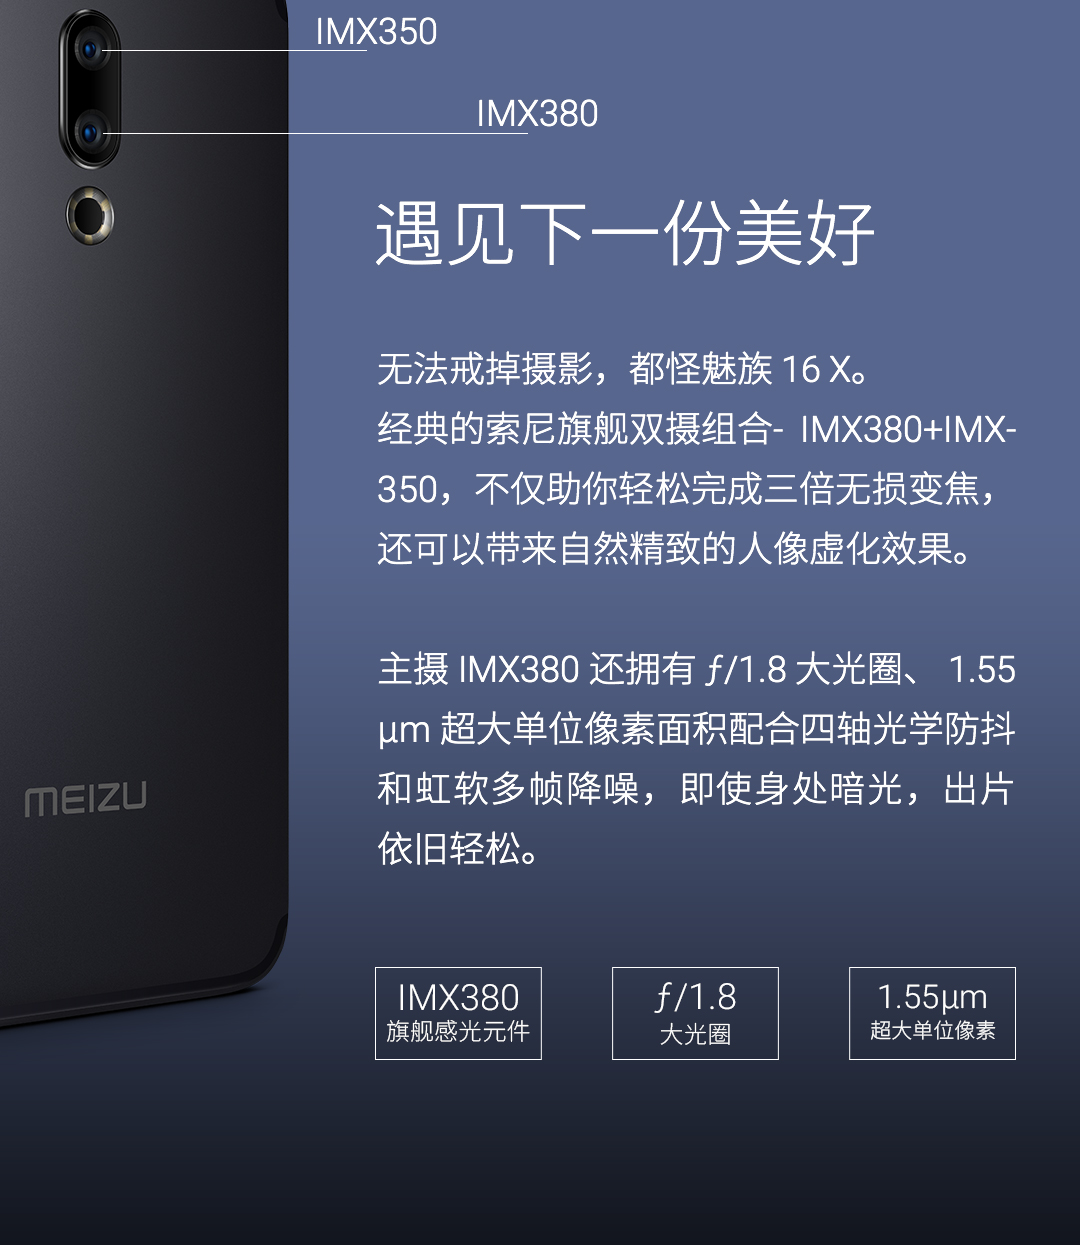 IMX350
IMX380
遇见下一份美好
无法戒掉摄影，都怪魅族 16 X。
经典的索尼旗舰双摄组合- IMX380+IMX-
350，不仅助你轻松完成三倍无损变焦，
还可以带来自然精致的人像虚化效果。
主摄 IMX380 还拥有 ƒ/1.8 大光圈、 1.55
μm 超大单位像素面积配合四轴光学防抖
和虹软多帧降噪，即使身处暗光，出片
依旧轻松。
MEIZU
IMX380
旗舰感光元件
ƒ/1.8
大光圈
1.55μm
超大单位像素